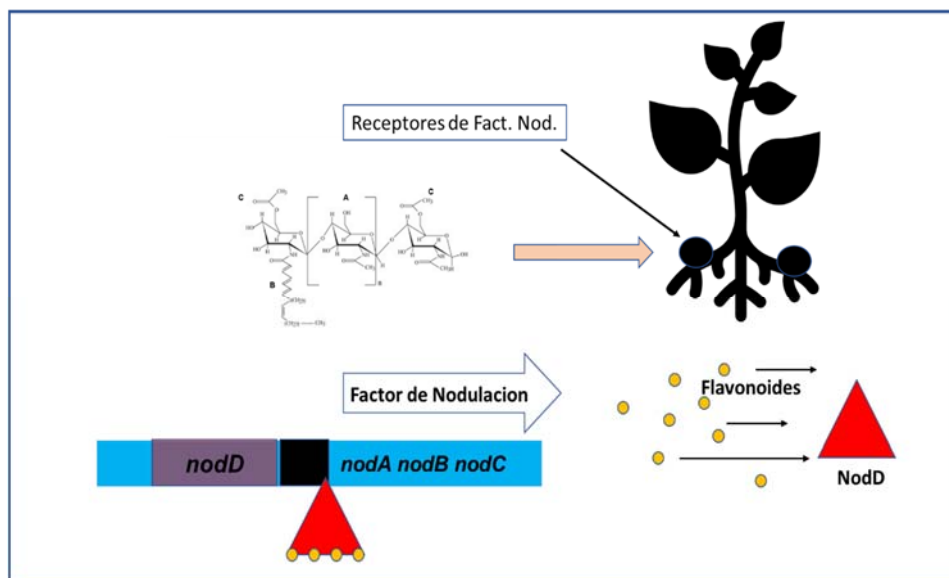 Receptores de Fact. Nod.
C
A
C
B
Factor de Nodulacion
Flavonoides
nodD
nodA nodB nodC
NodD